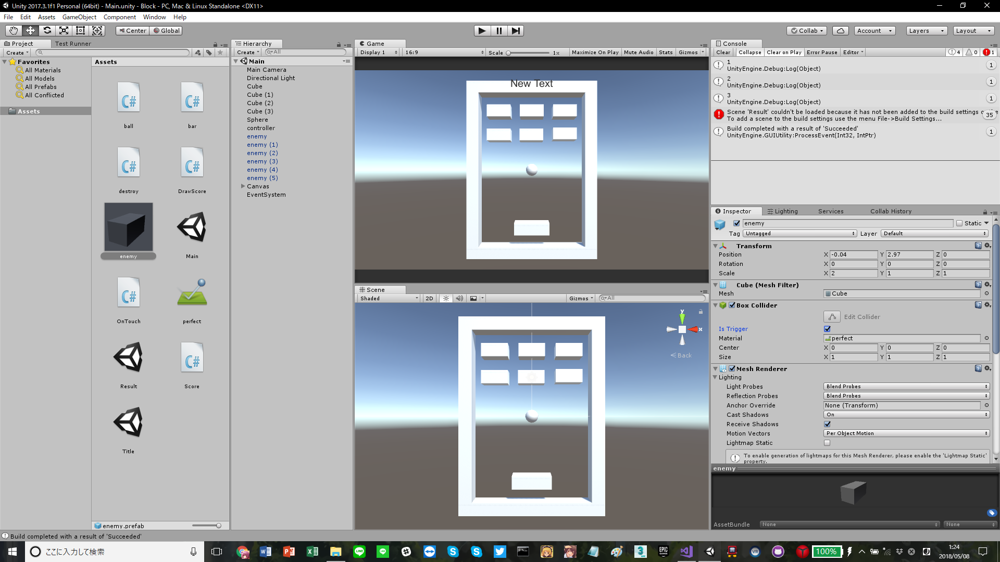 Unity 2017.3.1f1 Personal (64bit) - Main.unity - Block - PC, Mac & Linux Standalone <DX11>
File Edit Assets GameObject Component Window Help
Center Global
Collab Account Layers Layout
Project Test Runner
Create
Favorites
All Materials
All Models
All Prefabs
All Conflicted
Assets
Assets
ball bar
destroy DrawScore
enemy Main
OnTouch perfect
Result Score
Title
enemy.prefab
Hierarchy
Create All
Main
Main Camera
Directional Light
Cube
Cube (1)
Cube (2)
Cube (3)
Sphere
controller
enemy
enemy (1)
enemy (2)
enemy (3)
enemy (4)
enemy (5)
Canvas
EventSystem
Game
Display 1 16:9 Scale 1x Maximize On Play Mute Audio Stats Gizmos
New Text
Scene
Shaded 2D Gizmos All
y
x
Back
Console
Clear Collapse Clear on Play Error Pause Editor 4 0 1
1
UnityEngine.Debug:Log(Object)
1
2
UnityEngine.Debug:Log(Object)
1
3
UnityEngine.Debug:Log(Object)
1
Scene 'Result' couldn't be loaded because it has not been added to the build settings
To add a scene to the build settings use the menu File->Build Settings...
35
Build completed with a result of 'Succeeded'
UnityEngine.GUIUtility:ProcessEvent(Int32, IntPtr)
1
Inspector Lighting Services Collab History
enemy Static
Tag Untagged Layer Default
Transform
Position X -0.04 Y 2.97 Z 0
Rotation X 0 Y 0 Z 0
Scale X 2 Y 1 Z 1
Cube (Mesh Filter)
Mesh Cube
Box Collider
Edit Collider
Is Trigger
Material perfect
Center X 0 Y 0 Z 0
Size X 1 Y 1 Z 1
Mesh Renderer
Lighting
Light Probes Blend Probes
Reflection Probes Blend Probes
Anchor Override None (Transform)
Cast Shadows On
Receive Shadows
Motion Vectors Per Object Motion
Lightmap Static
To enable generation of lightmaps for this Mesh Renderer, please enable the 'Lightmap Static'
property.
enemy
AssetBundle None None
Build completed with a result of 'Succeeded'
ここに入力して検索
100%
1:24
2018/05/08